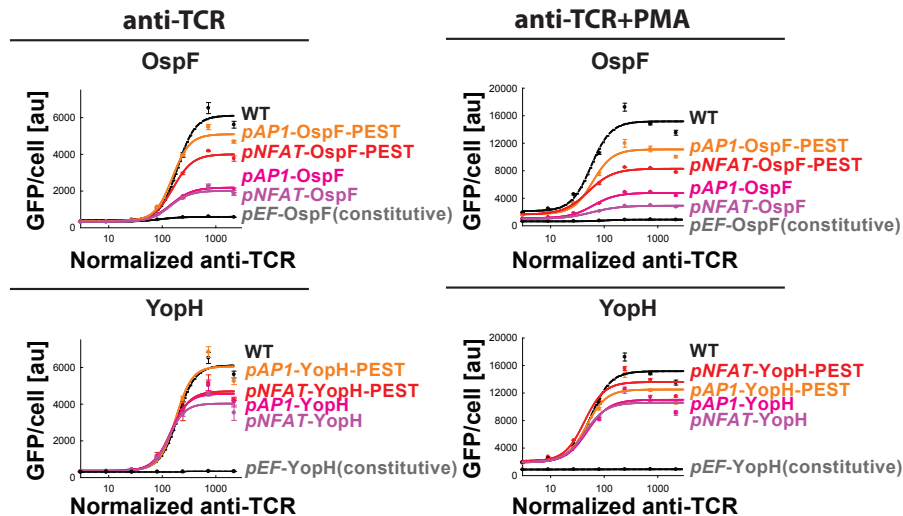 anti-TCR
OspF
GFP/cell [au]
6000
4000
2000
0
WT
pAP1-OspF-PEST
pNFAT-OspF-PEST
pAP1-OspF
pNFAT-OspF
pEF-OspF(constitutive)
10 100 1000
Normalized anti-TCR
anti-TCR+PMA
OspF
GFP/cell [au]
20000
16000
12000
8000
4000
0
WT
pAP1-OspF-PEST
pNFAT-OspF-PEST
pAP1-OspF
pNFAT-OspF
pEF-OspF(constitutive)
10 100 1000
Normalized anti-TCR
YopH
GFP/cell [au]
6000
4000
2000
0
WT
pAP1-YopH-PEST
pNFAT-YopH-PEST
pAP1-YopH
pNFAT-YopH
pEF-YopH(constitutive)
10 100 1000
Normalized anti-TCR
YopH
GFP/cell [au]
20000
16000
12000
8000
4000
0
WT
pNFAT-YopH-PEST
pAP1-YopH-PEST
pAP1-YopH
pNFAT-YopH
pEF-YopH(constitutive)
10 100 1000
Normalized anti-TCR